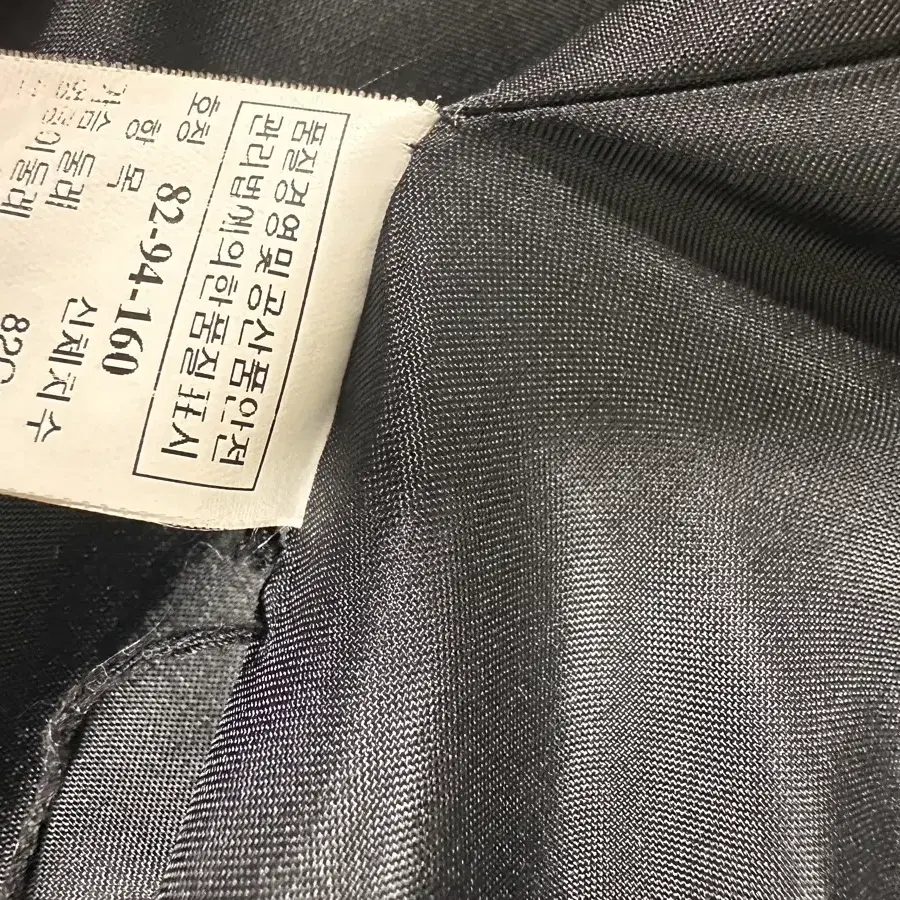 품질경영및공산품안전
관리법에의한품질표시
호칭 82-94-160
항 목 신체치수
가슴둘레